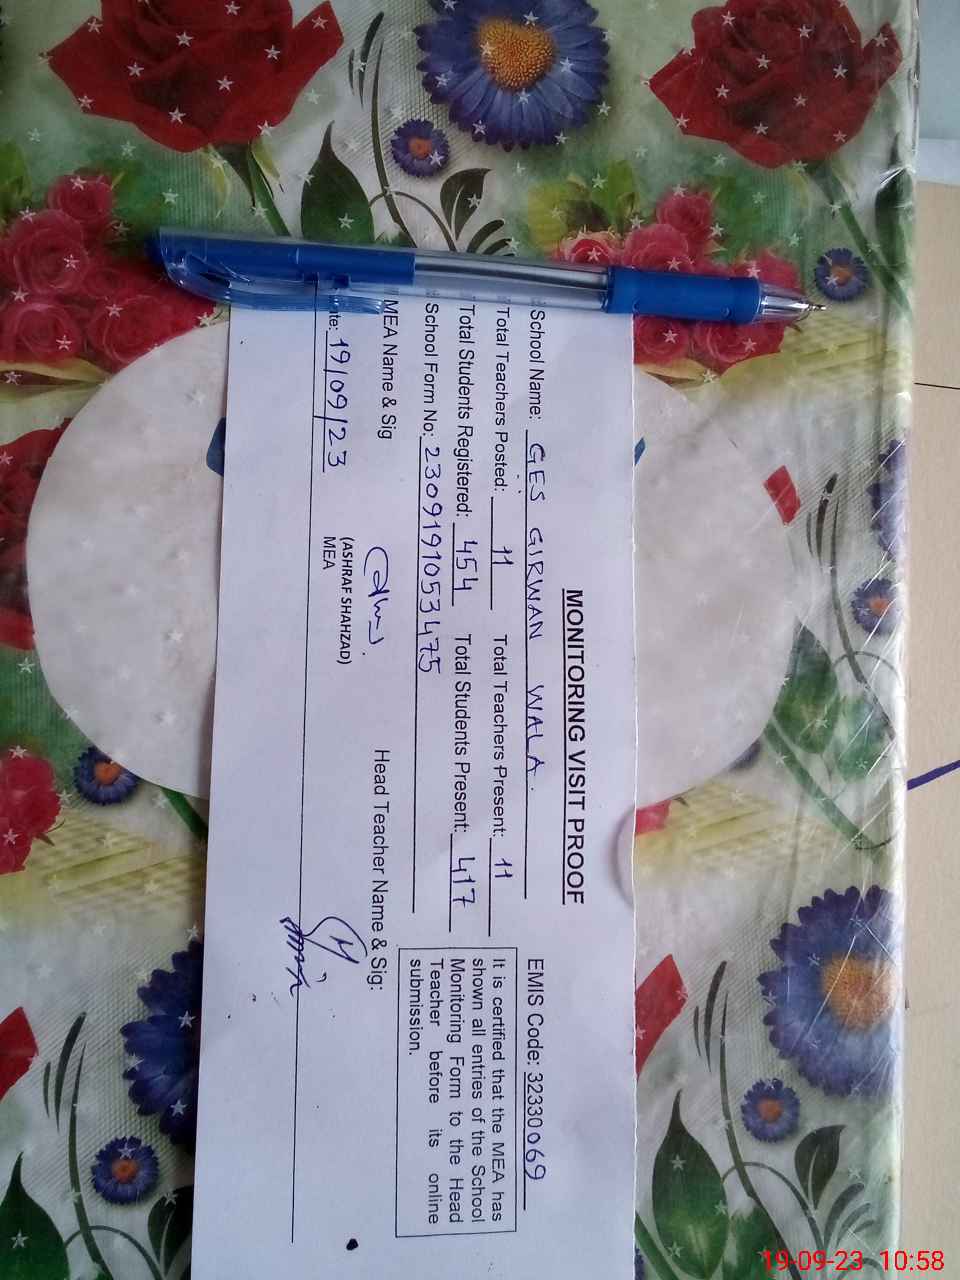 MONITORING VISIT PROOF
School Name: GES GIRWAN WALA. EMIS Code: 32330069
Total Teachers Posted: 11 Total Teachers Present: 11
Total Students Registered: 454 Total Students Present: 417
School Form No: 2309191053475
It is certified that the MEA has
shown all entries of the School
Monitoring Form to the Head
Teacher before its online
submission.
MEA Name & Sig Head Teacher Name & Sig:
(ASHRAF SHAHZAD)
MEA
te: 19/09/23
19-09-23 10:58